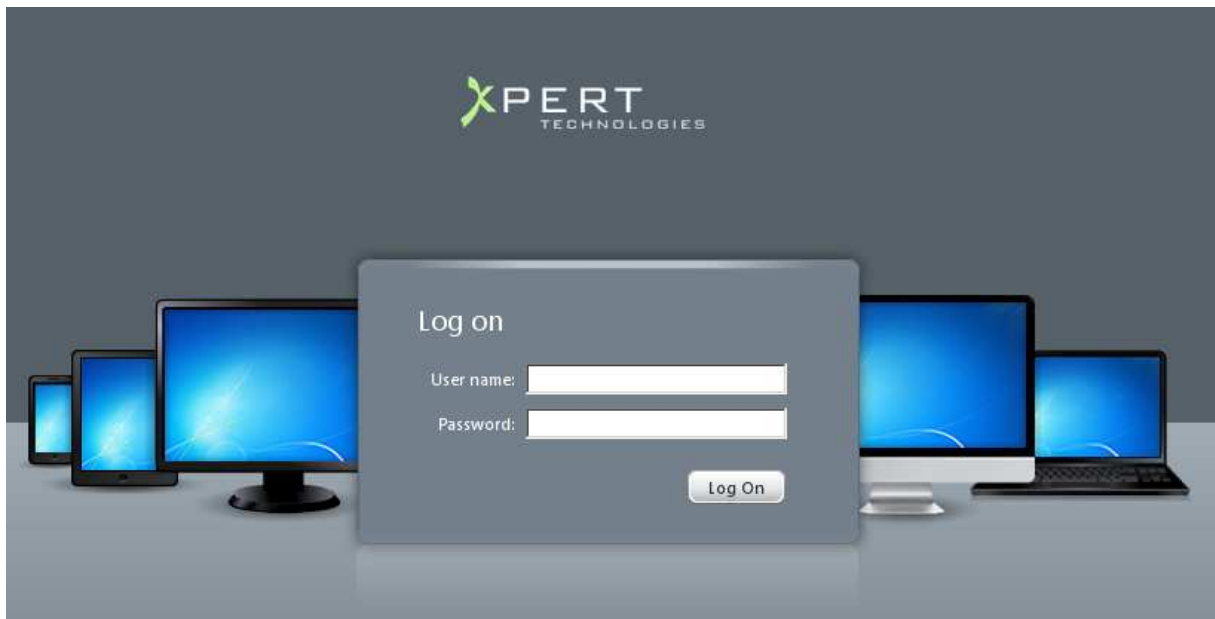 XPERT
TECHNOLOGIES
Log on
User name:
Password:
Log On